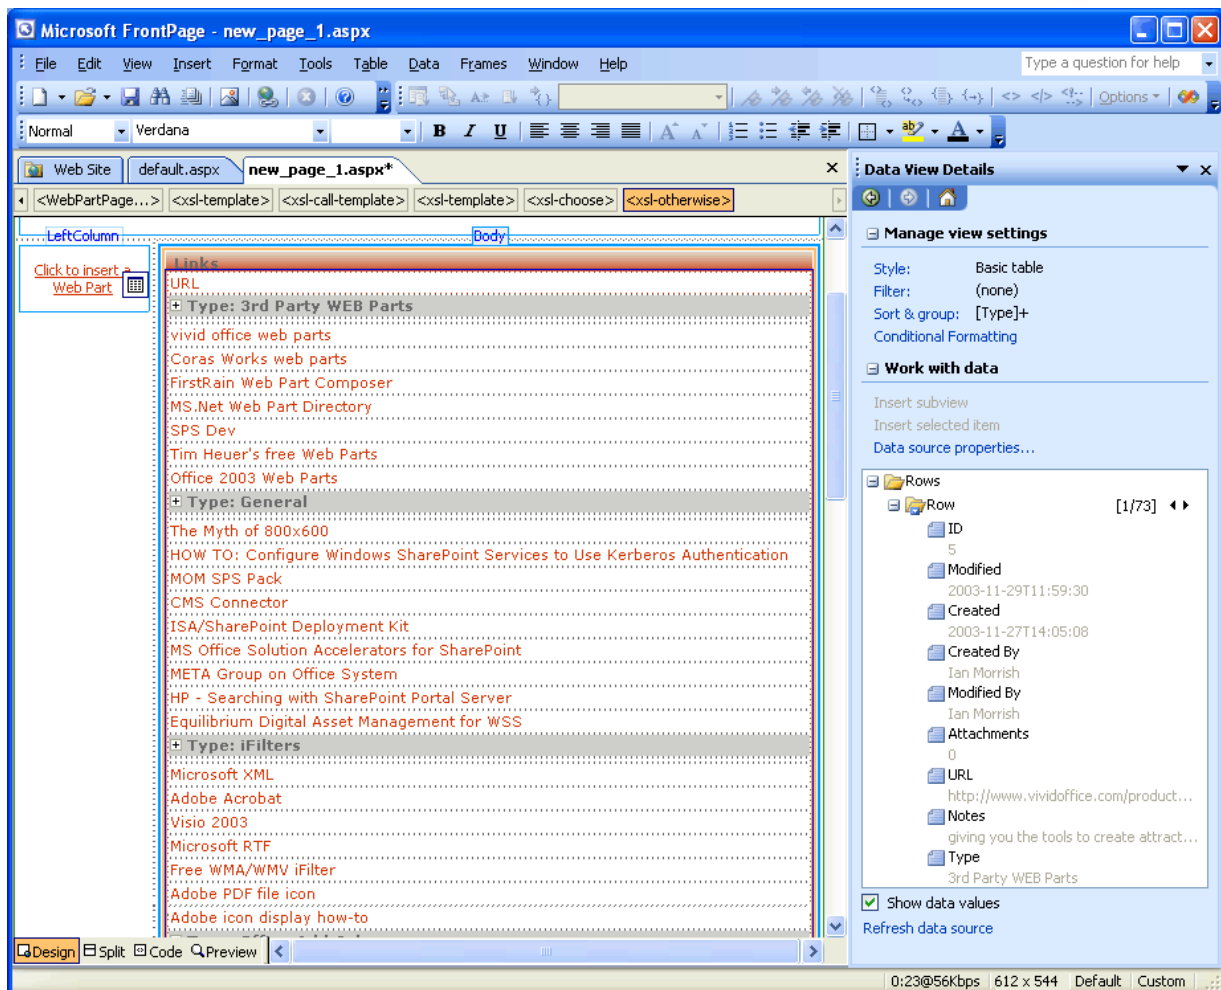 Microsoft FrontPage - new_page_1.aspx
File Edit View Insert Format Tools Table Data Frames Window Help
Type a question for help
Options
Normal Verdana B I U
Web Site default.aspx new_page_1.aspx*
<WebPartPage...> <xsl-template> <xsl-call-template> <xsl-template> <xsl-choose> <xsl-otherwise>
LeftColumn
Click to insert a
Web Part
Body
Links
URL
Type: 3rd Party WEB Parts
vivid office web parts
Coras Works web parts
FirstRain Web Part Composer
MS.Net Web Part Directory
SPS Dev
Tim Heuer's free Web Parts
Office 2003 Web Parts
Type: General
The Myth of 800x600
HOW TO: Configure Windows SharePoint Services to Use Kerberos Authentication
MOM SPS Pack
CMS Connector
ISA/SharePoint Deployment Kit
MS Office Solution Accelerators for SharePoint
META Group on Office System
HP - Searching with SharePoint Portal Server
Equilibrium Digital Asset Management for WSS
Type: iFilters
Microsoft XML
Adobe Acrobat
Visio 2003
Microsoft RTF
Free WMA/WMV iFilter
Adobe PDF file icon
Adobe icon display how-to
Data View Details
Manage view settings
Style: Basic table
Filter: (none)
Sort & group: [Type]+
Conditional Formatting
Work with data
Insert subview
Insert selected item
Data source properties...
Rows
Row [1/73]
ID
5
Modified
2003-11-29T11:59:30
Created
2003-11-27T14:05:08
Created By
Ian Morrish
Modified By
Ian Morrish
Attachments
0
URL
http://www.vividoffice.com/product...
Notes
giving you the tools to create attract...
Type
3rd Party WEB Parts
Show data values
Refresh data source
Design Split Code Preview
0:23@56Kbps 612 x 544 Default Custom